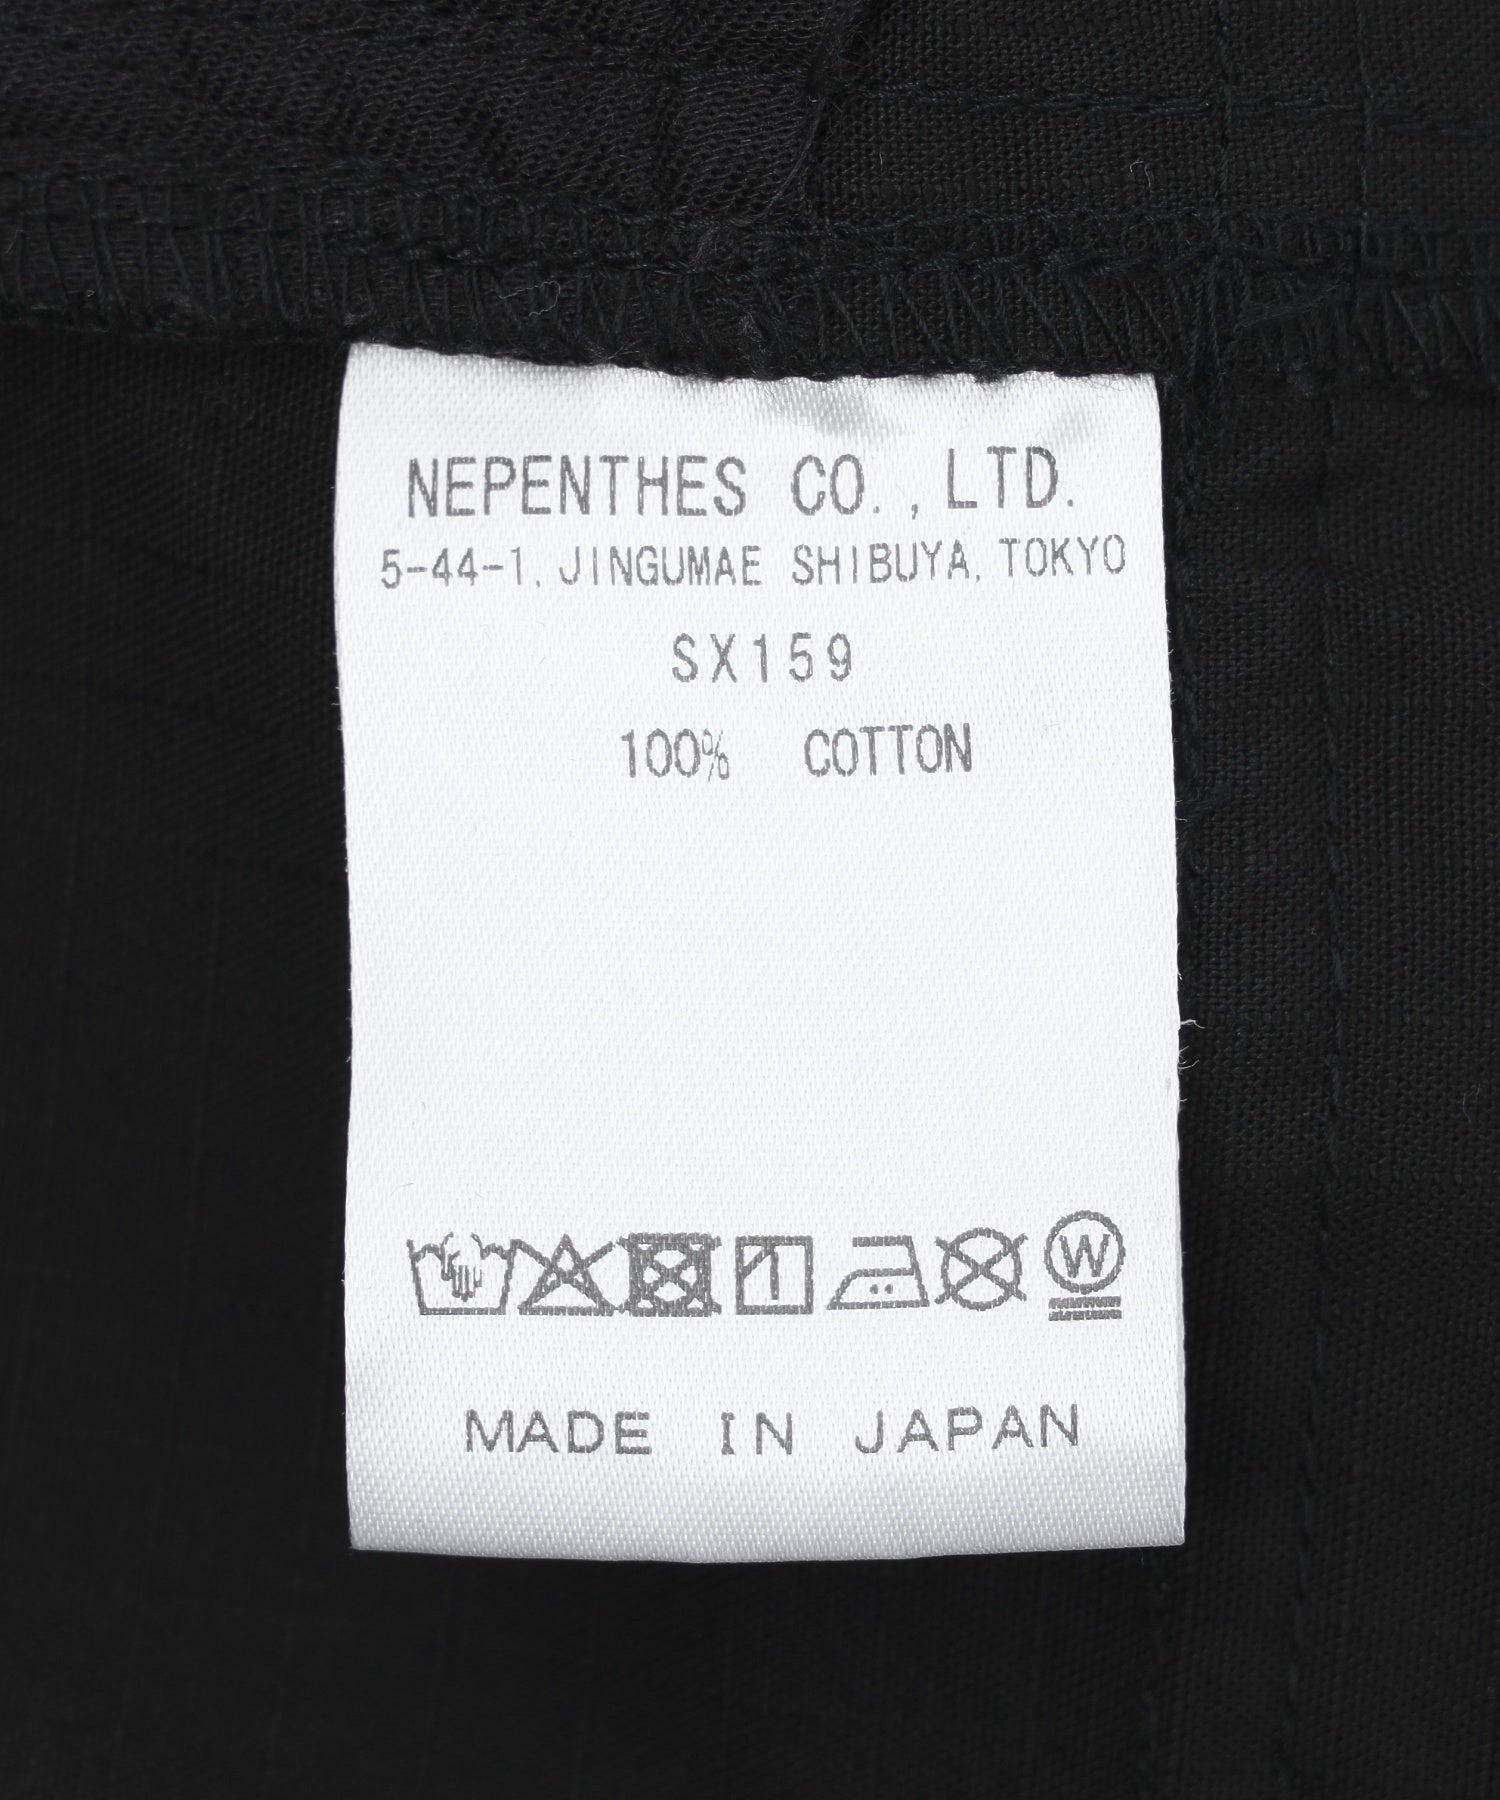 NEPENTHES CO., LTD.
5-44-1, JINGUMAE SHIBUYA, TOKYO
SX159
100% COTTON
W
MADE IN JAPAN